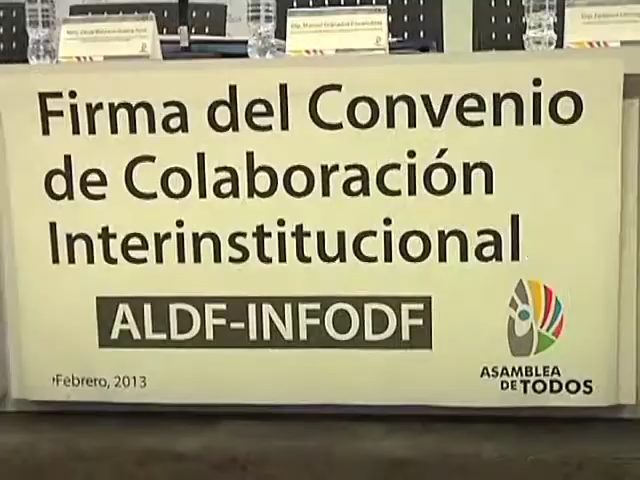 Firma del Convenio
de Colaboración
Interinstitucional
ALDF-INFODF
Febrero, 2013
ASAMBLEA
DE TODOS